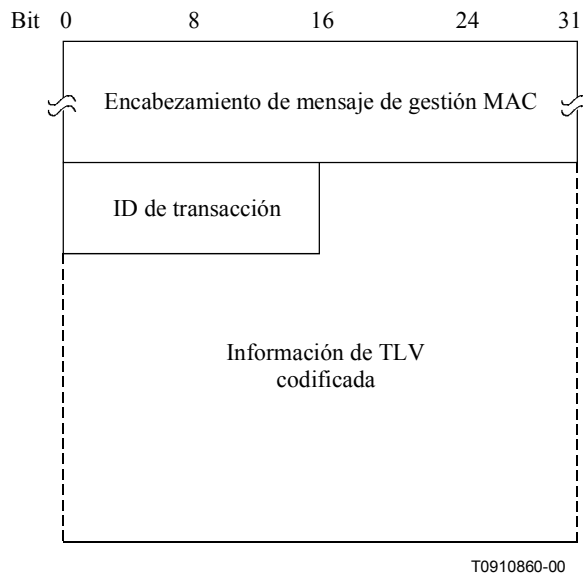 Bit 0 8 16 24 31
Encabezamiento de mensaje de gestión MAC
ID de transacción
Información de TLV
codificada
T0910860-00